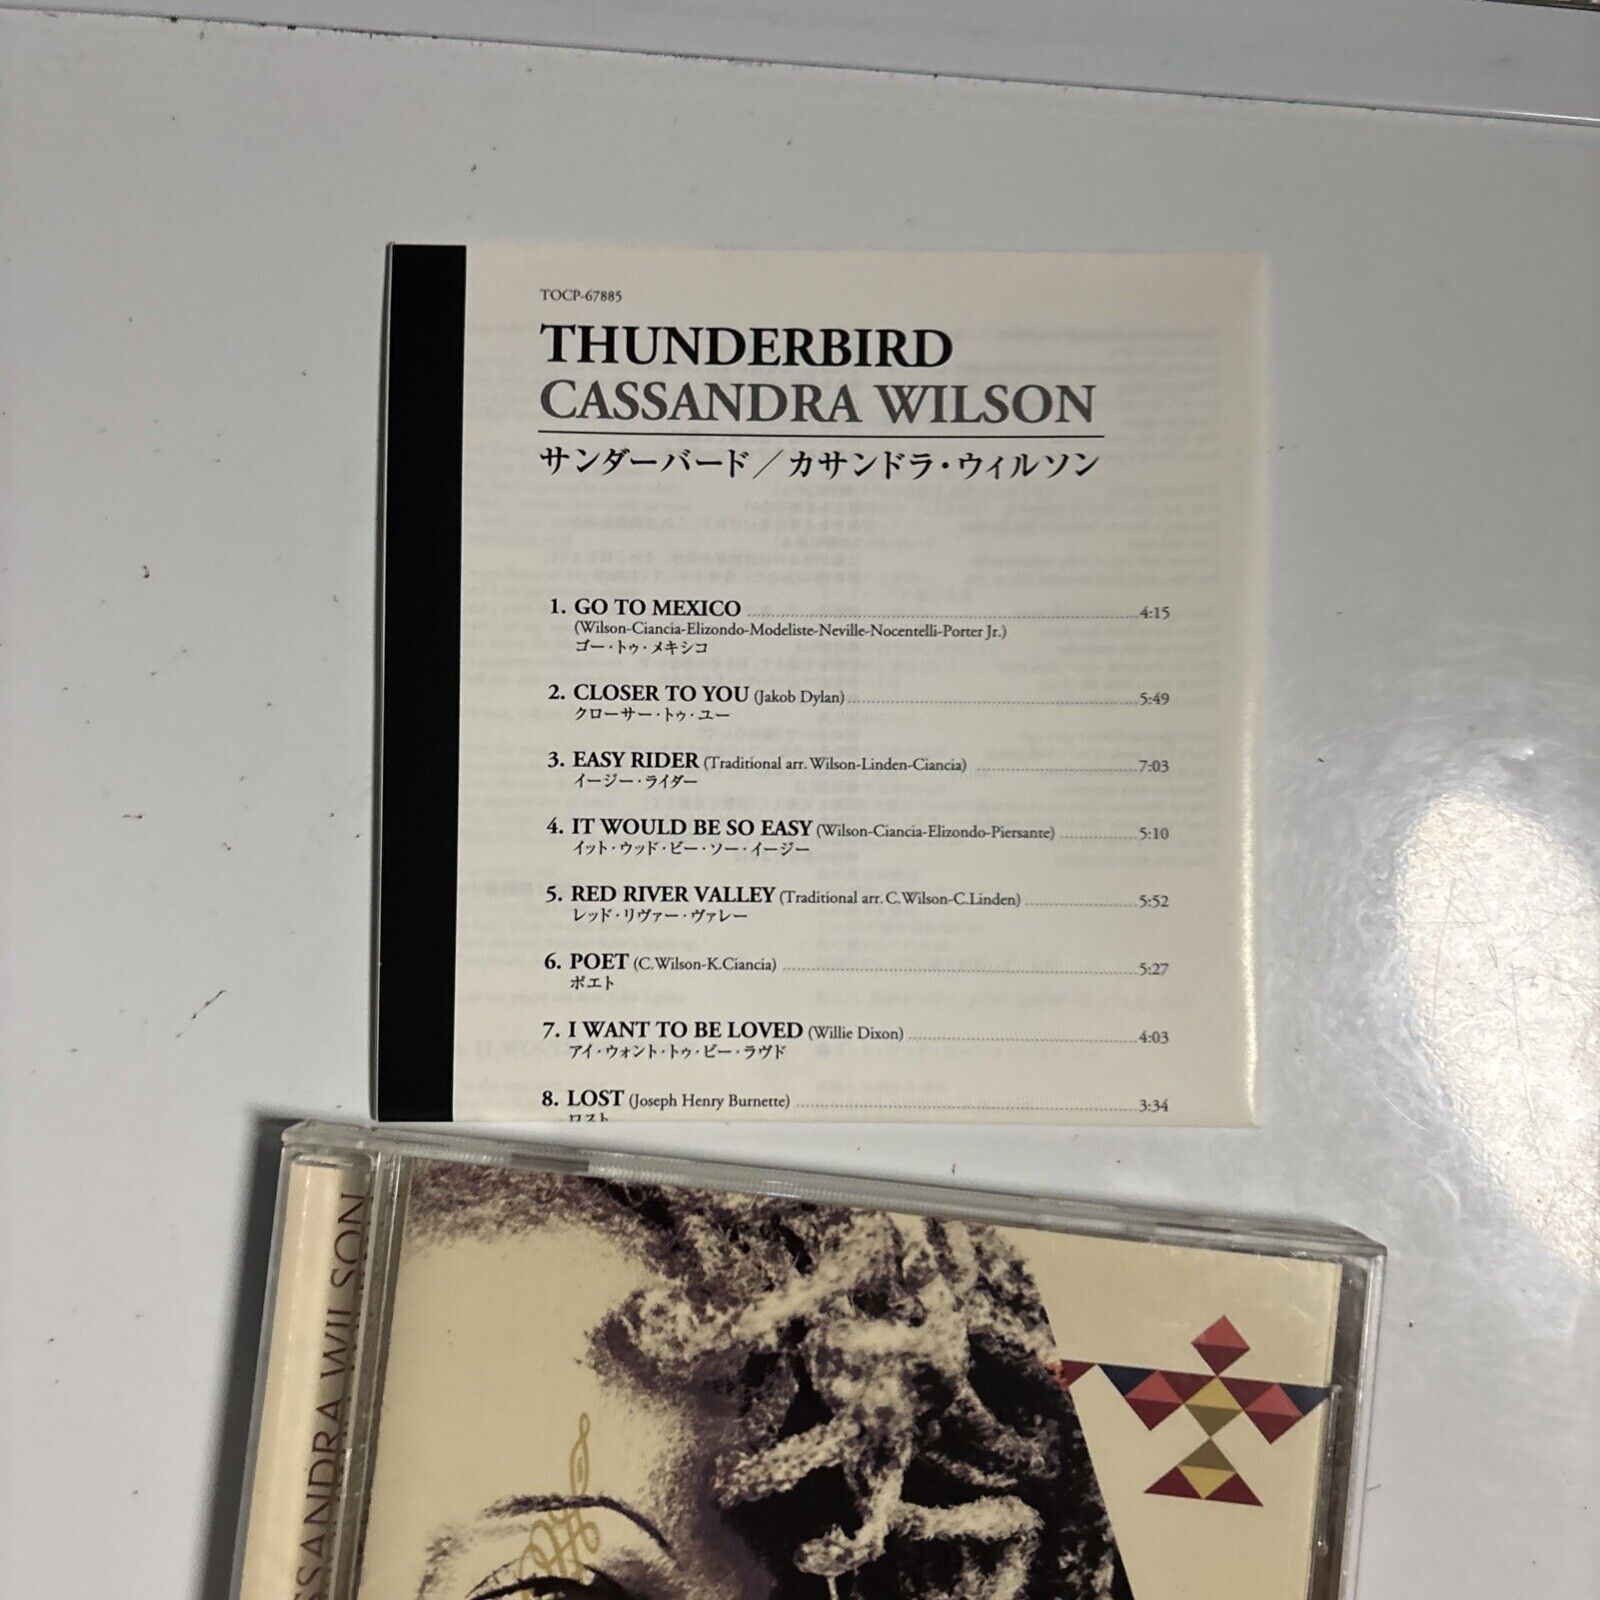 TOCP-67885
THUNDERBIRD
CASSANDRA WILSON
サンダーバード／カサンドラ・ウィルソン
1. GO TO MEXICO 4:15
(Wilson-Ciancia-Elizondo-Modeliste-Neville-Nocentelli-Porter Jr.)
ゴー・トゥ・メキシコ
2. CLOSER TO YOU (Jakob Dylan) 5:49
クローサー・トゥ・ユー
3. EASY RIDER (Traditional arr. Wilson-Linden-Ciancia) 7:03
イージー・ライダー
4. IT WOULD BE SO EASY (Wilson-Ciancia-Elizondo-Piersante) 5:10
イット・ウッド・ビー・ソー・イージー
5. RED RIVER VALLEY (Traditional arr. C.Wilson-C.Linden) 5:52
レッド・リヴァー・ヴァレー
6. POET (C.Wilson-K.Ciancia) 5:27
ポエト
7. I WANT TO BE LOVED (Willie Dixon) 4:03
アイ・ウォント・トゥ・ビー・ラヴド
8. LOST (Joseph Henry Burnette) 3:34
ロスト
SSANDRA WILSON